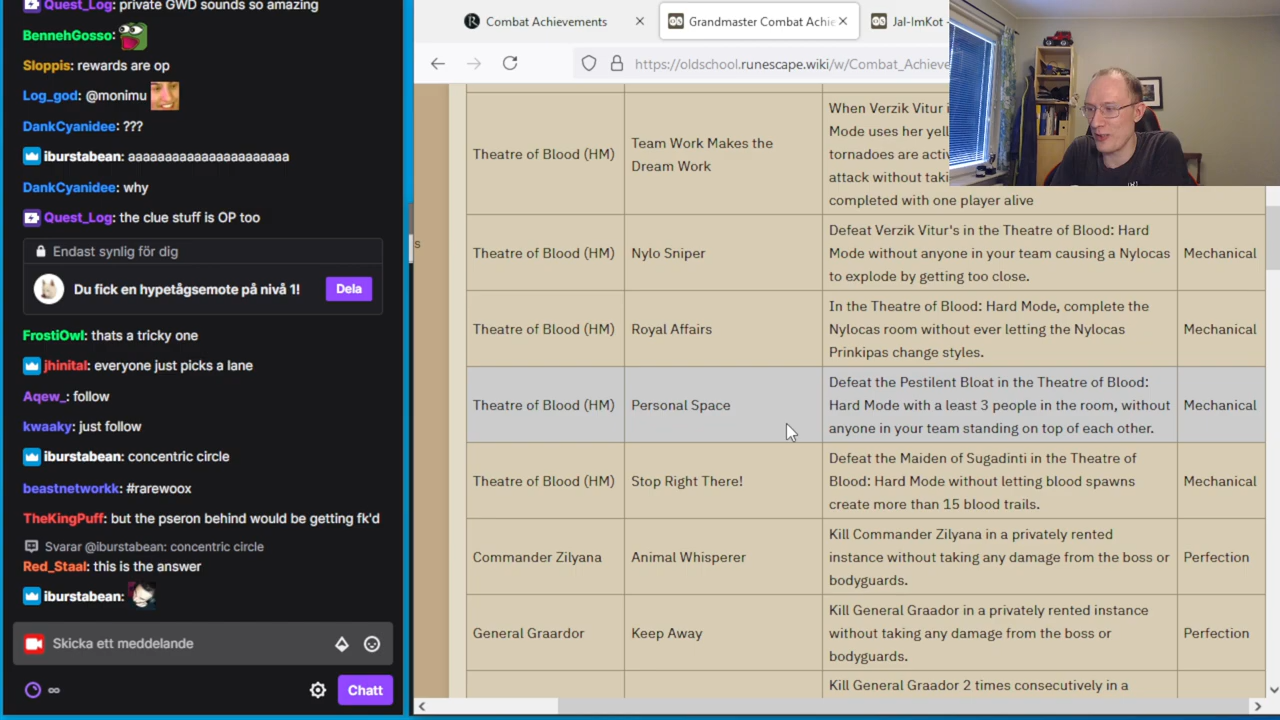 Quest_Log: private GWD sounds so amazing
BennehGosso:
Sloppis: rewards are op
Log_god: @monimu
DankCyanidee: ???
iburstabean: aaaaaaaaaaaaaaaaaaaaaaa
DankCyanidee: why
Quest_Log: the clue stuff is OP too
Endast synlig för dig
Du fick en hypetågsemote på nivå 1!
Dela
FrostiOwl: thats a tricky one
jhinital: everyone just picks a lane
Aqew_: follow
kwaaky: just follow
iburstabean: concentric circle
beastnetworkk: #rarewoox
TheKingPuff: but the pseron behind would be getting fk'd
Svarar @iburstabean: concentric circle
Red_Staal: this is the answer
iburstabean:
Skicka ett meddelande
∞
Chatt
s
Combat Achievements
Grandmaster Combat Achie
Jal-ImKot
https://oldschool.runescape.wiki/w/Combat_Achieve
Theatre of Blood (HM)
Team Work Makes the
Dream Work
When Verzik Vitur i
Mode uses her yell
tornadoes are activ
attack without taki
completed with one player alive
Theatre of Blood (HM)
Nylo Sniper
Defeat Verzik Vitur's in the Theatre of Blood: Hard
Mode without anyone in your team causing a Nylocas
to explode by getting too close.
Mechanical
Theatre of Blood (HM)
Royal Affairs
In the Theatre of Blood: Hard Mode, complete the
Nylocas room without ever letting the Nylocas
Prinkipas change styles.
Mechanical
Theatre of Blood (HM)
Personal Space
Defeat the Pestilent Bloat in the Theatre of Blood:
Hard Mode with a least 3 people in the room, without
anyone in your team standing on top of each other.
Mechanical
Theatre of Blood (HM)
Stop Right There!
Defeat the Maiden of Sugadinti in the Theatre of
Blood: Hard Mode without letting blood spawns
create more than 15 blood trails.
Mechanical
Commander Zilyana
Animal Whisperer
Kill Commander Zilyana in a privately rented
instance without taking any damage from the boss or
bodyguards.
Perfection
General Graardor
Keep Away
Kill General Graador in a privately rented instance
without taking any damage from the boss or
bodyguards.
Perfection
Kill General Graador 2 times consecutively in a